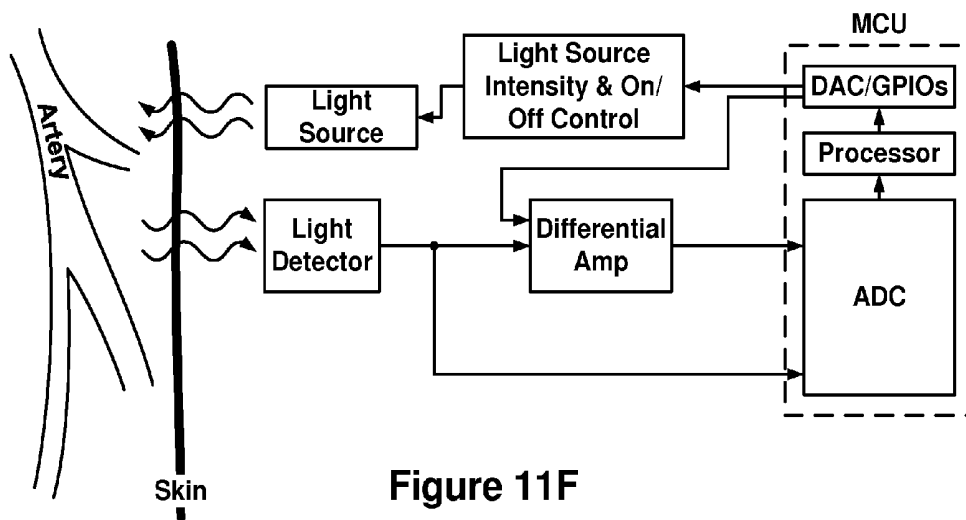 MCU
Light Source
Intensity & On/
Off Control
DAC/GPIOs
Light
Source
Processor
Artery
Light
Detector
Differential
Amp
ADC
Skin
Figure 11F